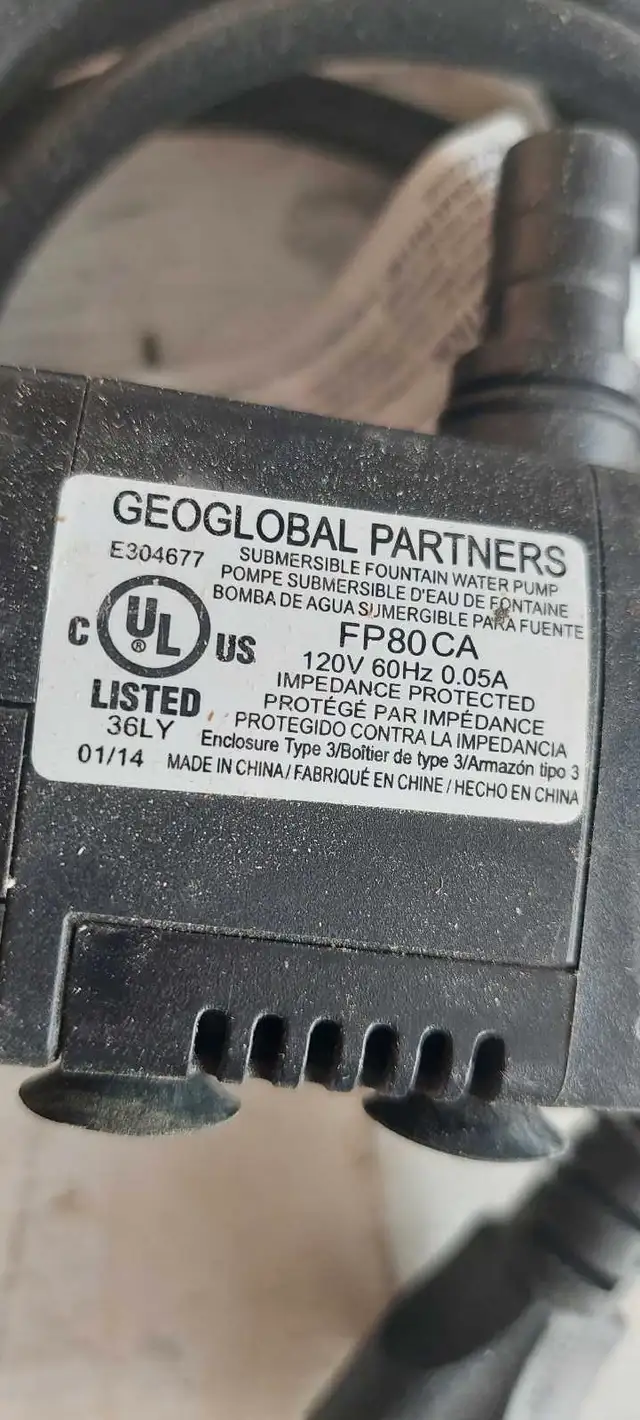 GEOGLOBAL PARTNERS
E304677
SUBMERSIBLE FOUNTAIN WATER PUMP
POMPE SUBMERSIBLE D'EAU DE FONTAINE
BOMBA DE AGUA SUMERGIBLE PARA FUENTE
C UL ® US
LISTED
36LY
01/14
FP80CA
120V 60Hz 0.05A
IMPEDANCE PROTECTED
PROTÉGÉ PAR IMPÉDANCE
PROTEGIDO CONTRA LA IMPEDANCIA
Enclosure Type 3/Boîtier de type 3/Armazón tipo 3
MADE IN CHINA/FABRIQUÉ EN CHINE/HECHO EN CHINA